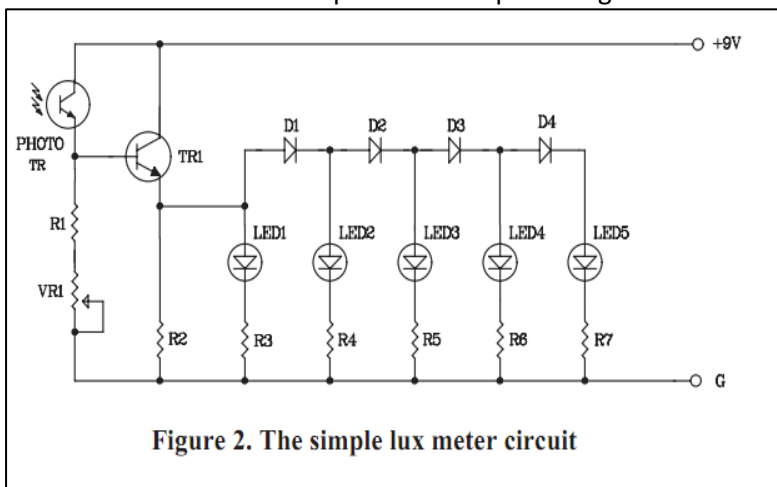 +9V
D1
D2
D3
D4
PHOTO
TR
TR1
R1
LED1
LED2
LED3
LED4
LED5
VR1
R2
R3
R4
R5
R6
R7
G
Figure 2. The simple lux meter circuit